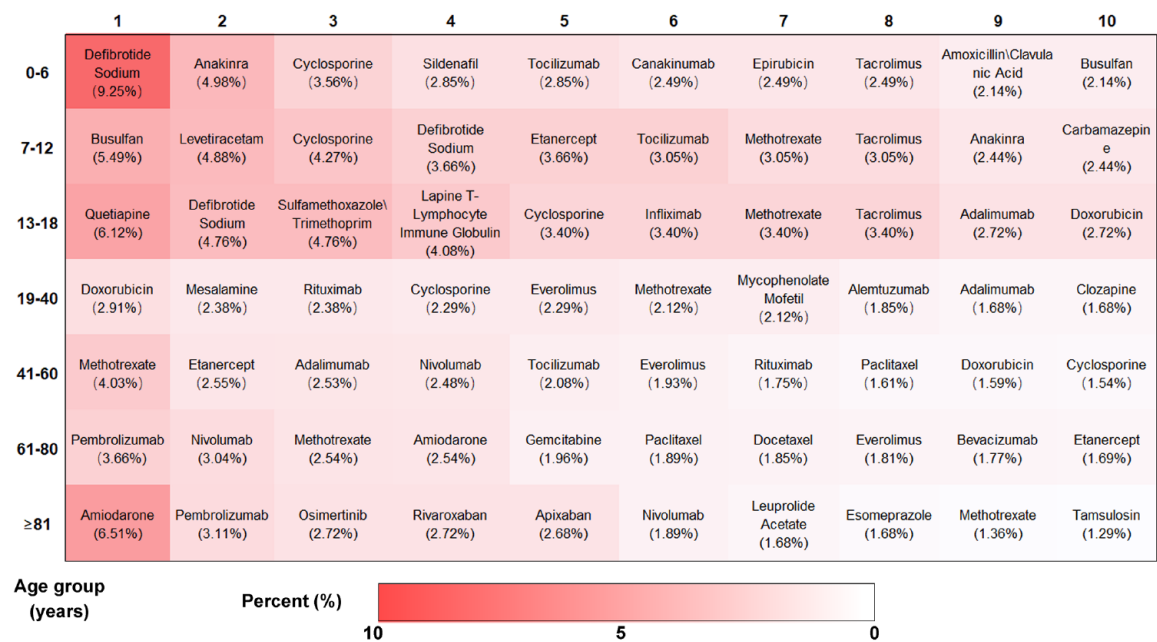 1 2 3 4 5 6 7 8 9 10
0-6
Defibrotide
Sodium
(9.25%)
Anakinra
(4.98%)
Cyclosporine
(3.56%)
Sildenafil
(2.85%)
Tocilizumab
(2.85%)
Canakinumab
(2.49%)
Epirubicin
(2.49%)
Tacrolimus
(2.49%)
Amoxicillin\Clavula
nic Acid
(2.14%)
Busulfan
(2.14%)
7-12
Busulfan
(5.49%)
Levetiracetam
(4.88%)
Cyclosporine
(4.27%)
Defibrotide
Sodium
(3.66%)
Etanercept
(3.66%)
Tocilizumab
(3.05%)
Methotrexate
(3.05%)
Tacrolimus
(3.05%)
Anakinra
(2.44%)
Carbamazepin
e
(2.44%)
13-18
Quetiapine
(6.12%)
Defibrotide
Sodium
(4.76%)
Sulfamethoxazole\
Trimethoprim
(4.76%)
Lapine T-
Lymphocyte
Immune Globulin
(4.08%)
Cyclosporine
(3.40%)
Infliximab
(3.40%)
Methotrexate
(3.40%)
Tacrolimus
(3.40%)
Adalimumab
(2.72%)
Doxorubicin
(2.72%)
19-40
Doxorubicin
(2.91%)
Mesalamine
(2.38%)
Rituximab
(2.38%)
Cyclosporine
(2.29%)
Everolimus
(2.29%)
Methotrexate
(2.12%)
Mycophenolate
Mofetil
(2.12%)
Alemtuzumab
(1.85%)
Adalimumab
(1.68%)
Clozapine
(1.68%)
41-60
Methotrexate
(4.03%)
Etanercept
(2.55%)
Adalimumab
(2.53%)
Nivolumab
(2.48%)
Tocilizumab
(2.08%)
Everolimus
(1.93%)
Rituximab
(1.75%)
Paclitaxel
(1.61%)
Doxorubicin
(1.59%)
Cyclosporine
(1.54%)
61-80
Pembrolizumab
(3.66%)
Nivolumab
(3.04%)
Methotrexate
(2.54%)
Amiodarone
(2.54%)
Gemcitabine
(1.96%)
Paclitaxel
(1.89%)
Docetaxel
(1.85%)
Everolimus
(1.81%)
Bevacizumab
(1.77%)
Etanercept
(1.69%)
≥81
Amiodarone
(6.51%)
Pembrolizumab
(3.11%)
Osimertinib
(2.72%)
Rivaroxaban
(2.72%)
Apixaban
(2.68%)
Nivolumab
(1.89%)
Leuprolide
Acetate
(1.68%)
Esomeprazole
(1.68%)
Methotrexate
(1.36%)
Tamsulosin
(1.29%)
Age group
(years)
Percent (%)
10 5 0